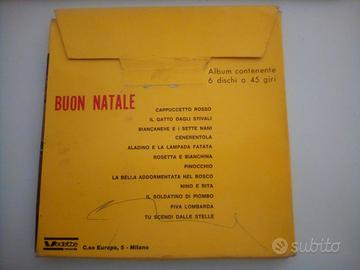 Album contenente
6 dischi a 45 giri
BUON NATALE
CAPPUCCETTO ROSSO
IL GATTO DAGLI STIVALI
BIANCANEVE E I SETTE NANI
CENERENTOLA
ALADINO E LA LAMPADA FATATA
ROSETTA E BIANCHINA
PINOCCHIO
LA BELLA ADDORMENTATA NEL BOSCO
NINO E RITA
IL SOLDATINO DI PIOMBO
PIVA LOMBARDA
TU SCENDI DALLE STELLE
Vedette
C.so Europa, 5 - Milano
subito